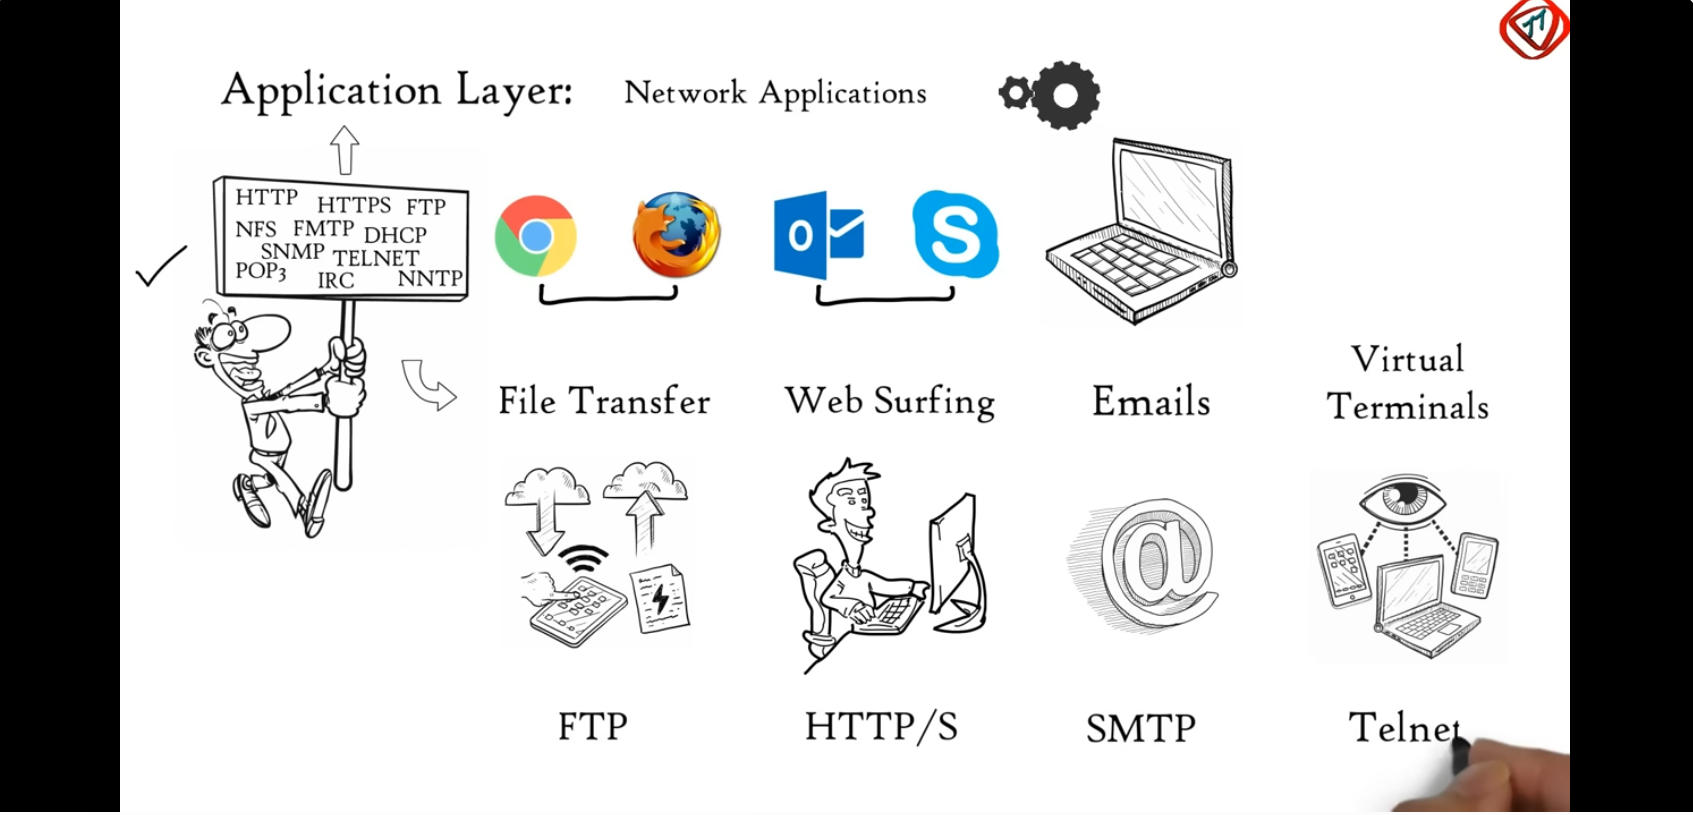 Application Layer: Network Applications
HTTP HTTPS FTP
NFS FMTP DHCP
SNMP TELNET
POP3 IRC NNTP
File Transfer
Web Surfing
Emails
Virtual
Terminals
FTP
HTTP/S
SMTP
Telnet